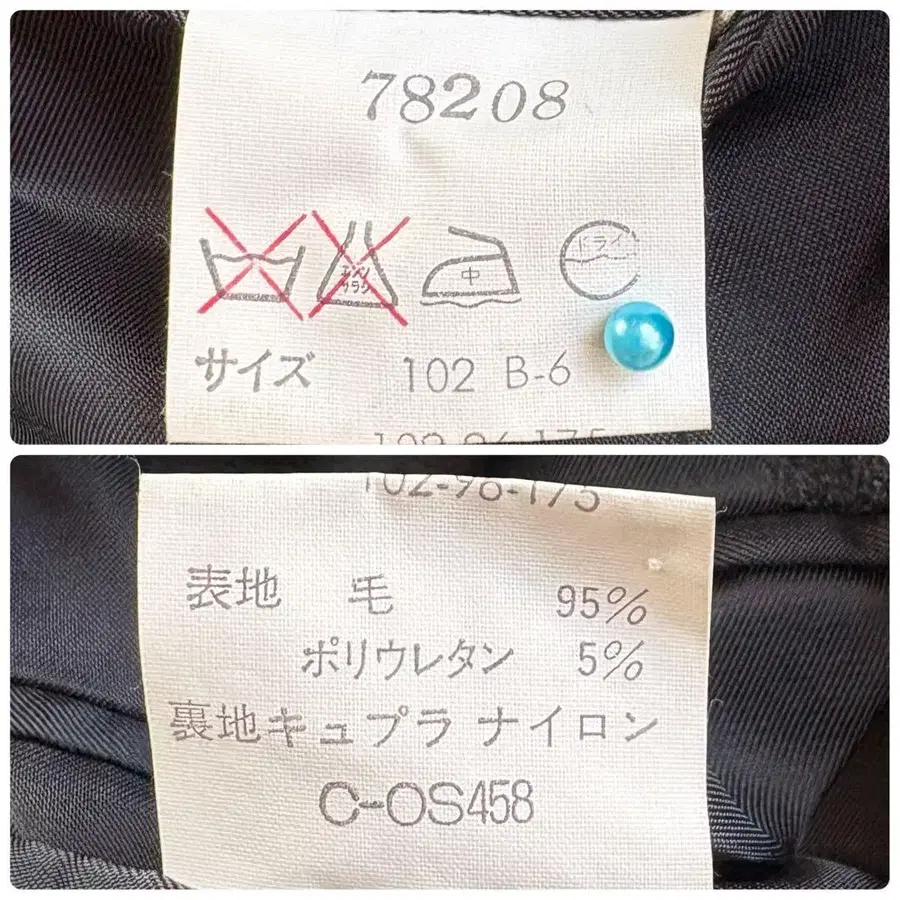 78208
エンソ サラシ
中
ドライ
サイズ 102 B-6
102-96-175
表地 毛 95%
ポリウレタン 5%
裏地キュプラ ナイロン
C-OS458